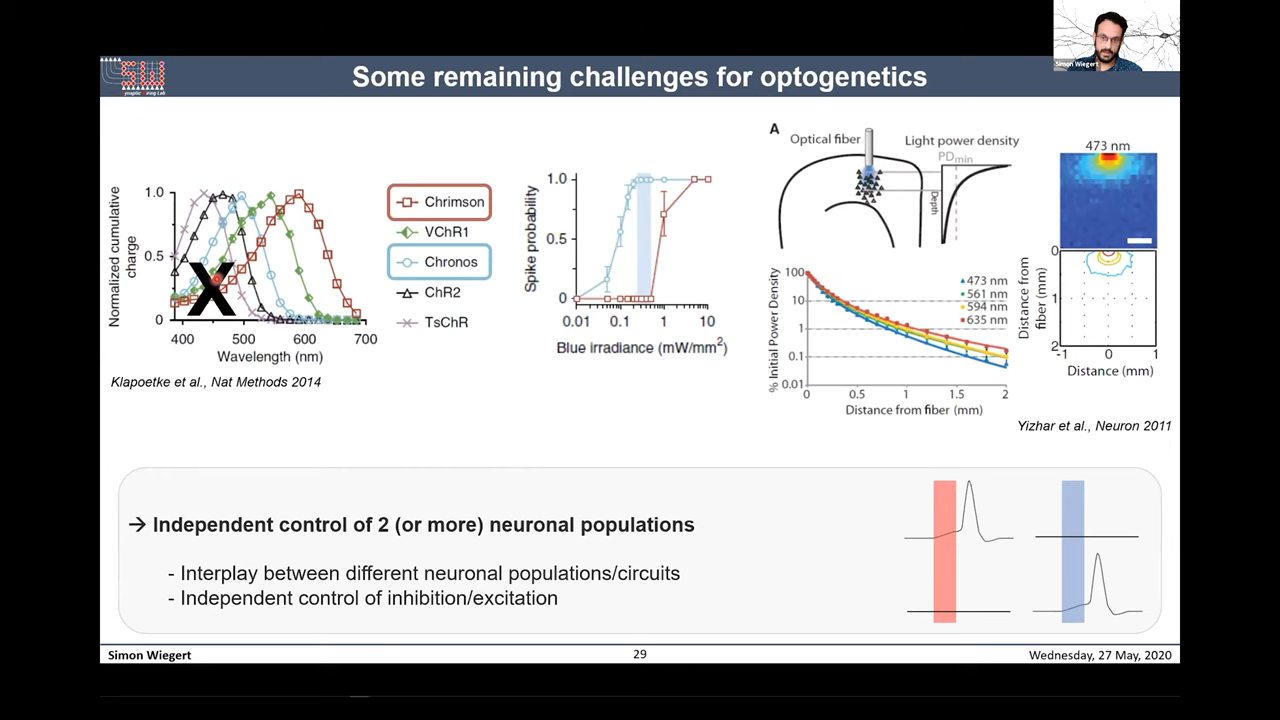 Simon Wiegert
SW
Synaptic Wiring Lab
Some remaining challenges for optogenetics
Normalized cumulative
charge
1.0
0.5
0
400
500
600
700
Wavelength (nm)
X
Chrimson
VChR1
Chronos
ChR2
TsChR
Klapoetke et al., Nat Methods 2014
Spike probability
1.0
0.5
0
0.01
0.1
1
10
Blue irradiance (mW/mm²)
A
Optical fiber
Light power density
PDmin
Depth
% Initial Power Density
100
10
1
0.1
0.01
473 nm
561 nm
594 nm
635 nm
0
0.5
1
1.5
2
Distance from fiber (mm)
473 nm
Distance from
fiber (mm)
0
1
2
-1
0
1
Distance (mm)
Yizhar et al., Neuron 2011
→ Independent control of 2 (or more) neuronal populations
- Interplay between different neuronal populations/circuits
- Independent control of inhibition/excitation
Simon Wiegert
29
Wednesday, 27 May, 2020